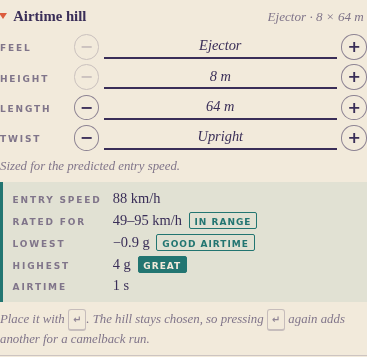 Airtime hill Ejector · 8 × 64 m
FEEL − Ejector +
HEIGHT − 8 m +
LENGTH − 64 m +
TWIST − Upright +
Sized for the predicted entry speed.
ENTRY SPEED 88 km/h
RATED FOR 49–95 km/h IN RANGE
LOWEST −0.9 g GOOD AIRTIME
HIGHEST 4 g GREAT
AIRTIME 1 s
Place it with ↵. The hill stays chosen, so pressing ↵ again adds
another for a camelback run.